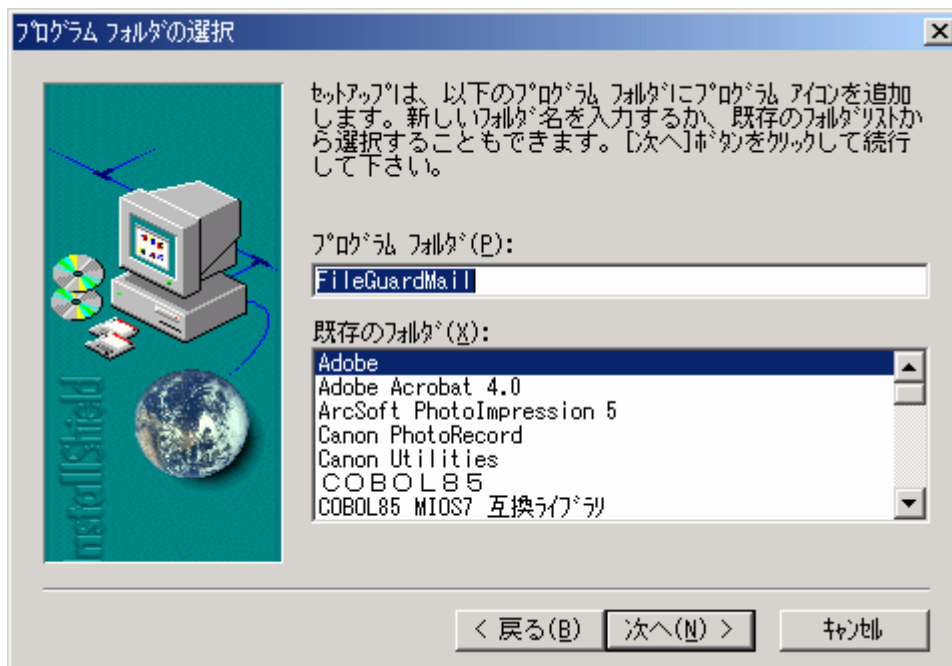 ﾌﾟﾛｸﾞﾗﾑ ﾌｫﾙﾀﾞの選択
ｾｯﾄｱｯﾌﾟは、以下のﾌﾟﾛｸﾞﾗﾑ ﾌｫﾙﾀﾞにﾌﾟﾛｸﾞﾗﾑ ｱｲｺﾝを追加
します。新しいﾌｫﾙﾀﾞ名を入力するか、既存のﾌｫﾙﾀﾞﾘｽﾄか
ら選択することもできます。[次へ]ﾎﾞﾀﾝをｸﾘｯｸして続行
して下さい。
ﾌﾟﾛｸﾞﾗﾑ ﾌｫﾙﾀﾞ(P):
FileGuardMail
既存のﾌｫﾙﾀﾞ(X):
Adobe
Adobe Acrobat 4.0
ArcSoft PhotoImpression 5
Canon PhotoRecord
Canon Utilities
ＣＯＢＯＬ８５
COBOL85 MIOS7 互換ﾗｲﾌﾞﾗﾘ
InstallShield
< 戻る(B)
次へ(N) >
ｷｬﾝｾﾙ